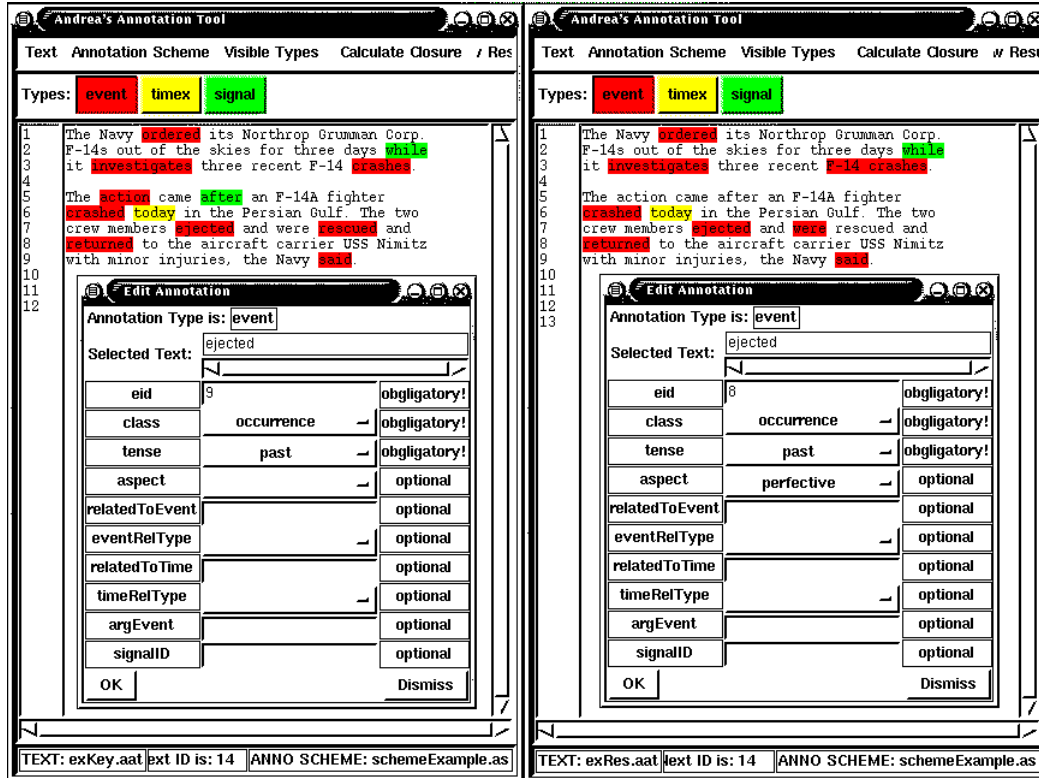 Andrea's Annotation Tool
Text Annotation Scheme Visible Types Calculate Closure v Res
Types: event timex signal
1 The Navy ordered its Northrop Grumman Corp.
2 F-14s out of the skies for three days while
3 it investigates three recent F-14 crashes.
4
5 The action came after an F-14A fighter
6 crashed today in the Persian Gulf. The two
7 crew members ejected and were rescued and
8 returned to the aircraft carrier USS Nimitz
9 with minor injuries, the Navy said.
10
11
12
Edit Annotation
Annotation Type is: event
Selected Text: ejected
eid 9 obgligatory!
class occurrence obgligatory!
tense past obgligatory!
aspect optional
relatedToEvent optional
eventRelType optional
relatedToTime optional
timeRelType optional
argEvent optional
signalID optional
OK Dismiss
TEXT: exKey.aat ext ID is: 14 ANNO SCHEME: schemeExample.as
Andrea's Annotation Tool
Text Annotation Scheme Visible Types Calculate Closure w Resu
Types: event timex signal
1 The Navy ordered its Northrop Grumman Corp.
2 F-14s out of the skies for three days while
3 it investigates three recent F-14 crashes.
4
5 The action came after an F-14A fighter
6 crashed today in the Persian Gulf. The two
7 crew members ejected and were rescued and
8 returned to the aircraft carrier USS Nimitz
9 with minor injuries, the Navy said.
10
11
12
13
Edit Annotation
Annotation Type is: event
Selected Text: ejected
eid 8 obgligatory!
class occurrence obgligatory!
tense past obgligatory!
aspect perfective optional
relatedToEvent optional
eventRelType optional
relatedToTime optional
timeRelType optional
argEvent optional
signalID optional
OK Dismiss
TEXT: exRes.aat lext ID is: 14 ANNO SCHEME: schemeExample.as